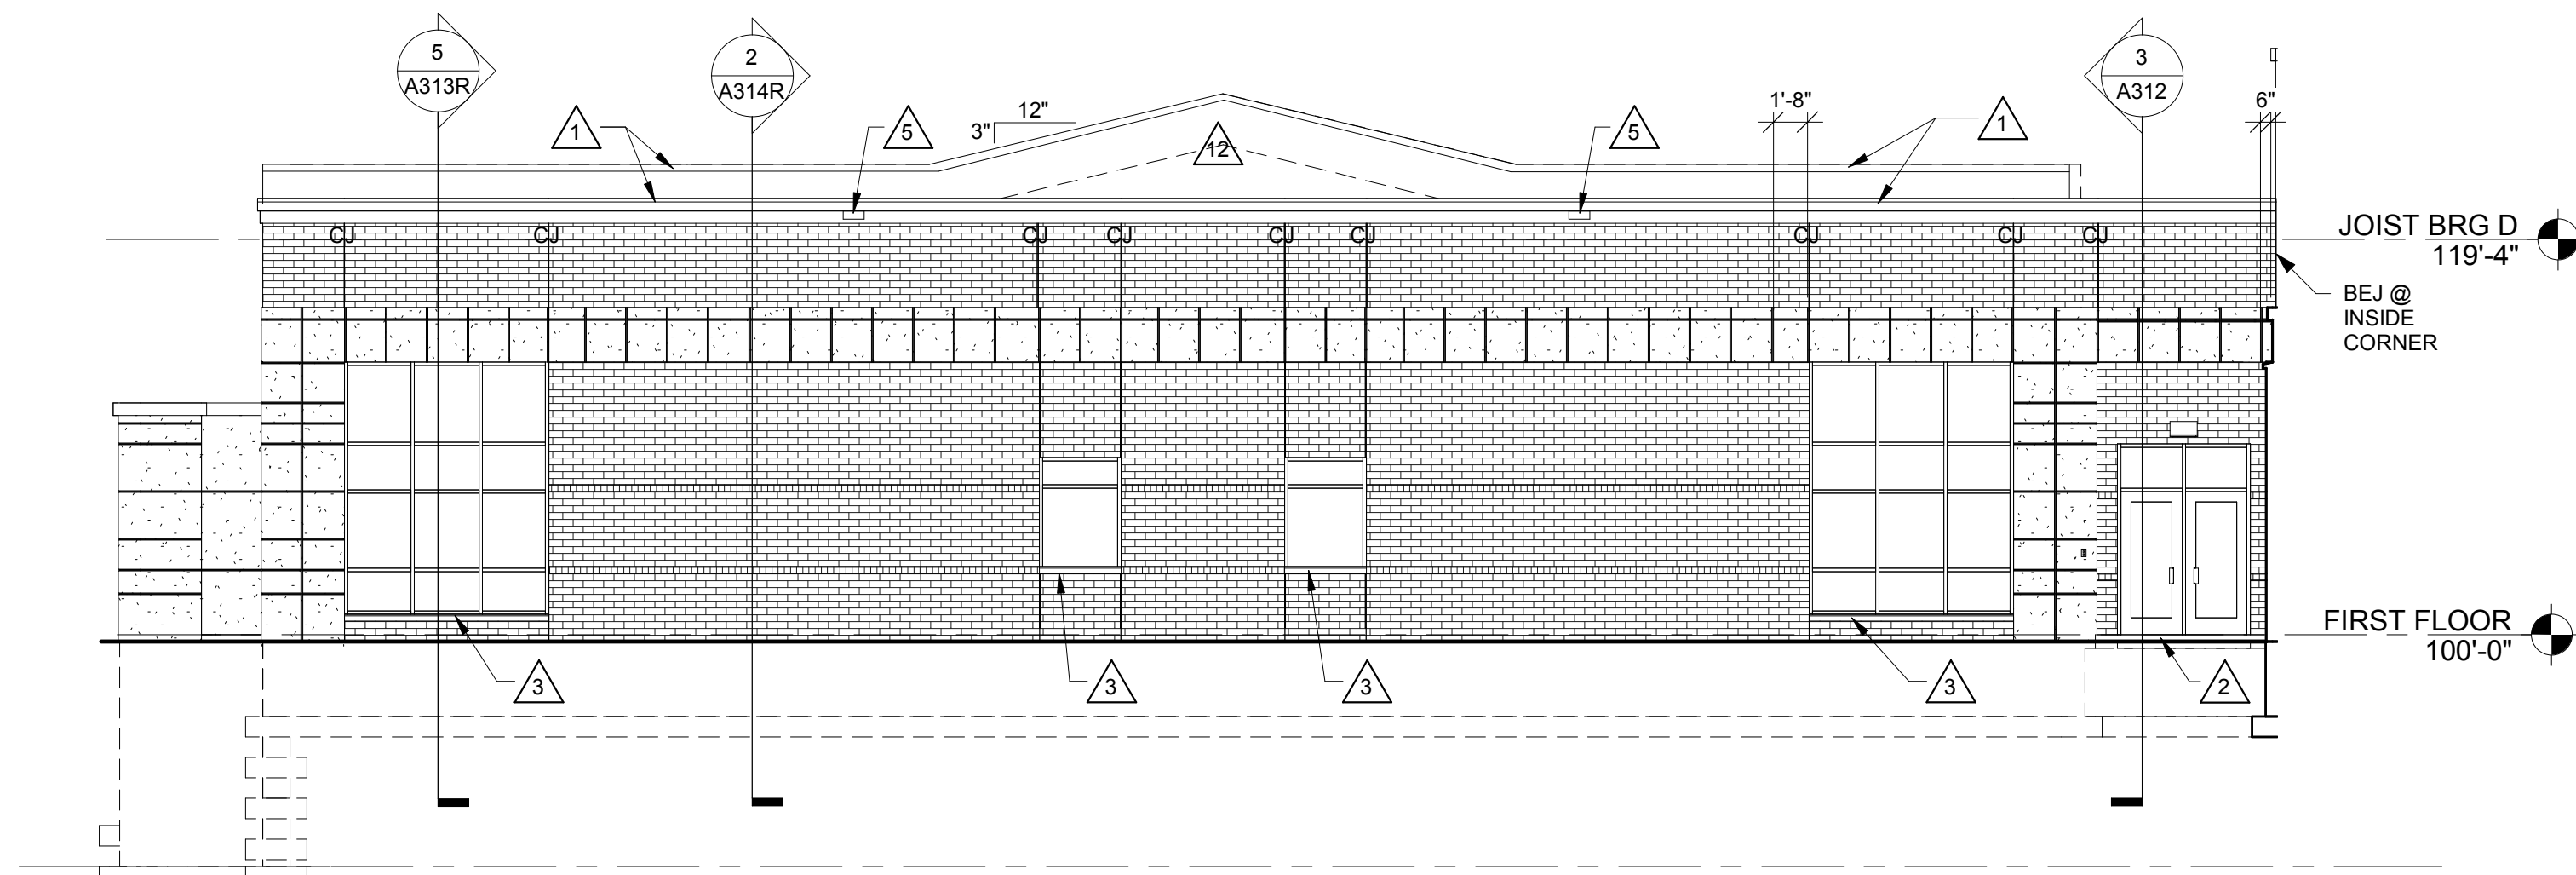 5
A313R
2
A314R
3
A312
1
5
3"
12"
12
5
1'-8"
1
6"
CJ
CJ
CJ
CJ
CJ
CJ
CJ
CJ
CJ
JOIST BRG D
119'-4"
BEJ @
INSIDE
CORNER
FIRST FLOOR
100'-0"
3
3
3
3
2